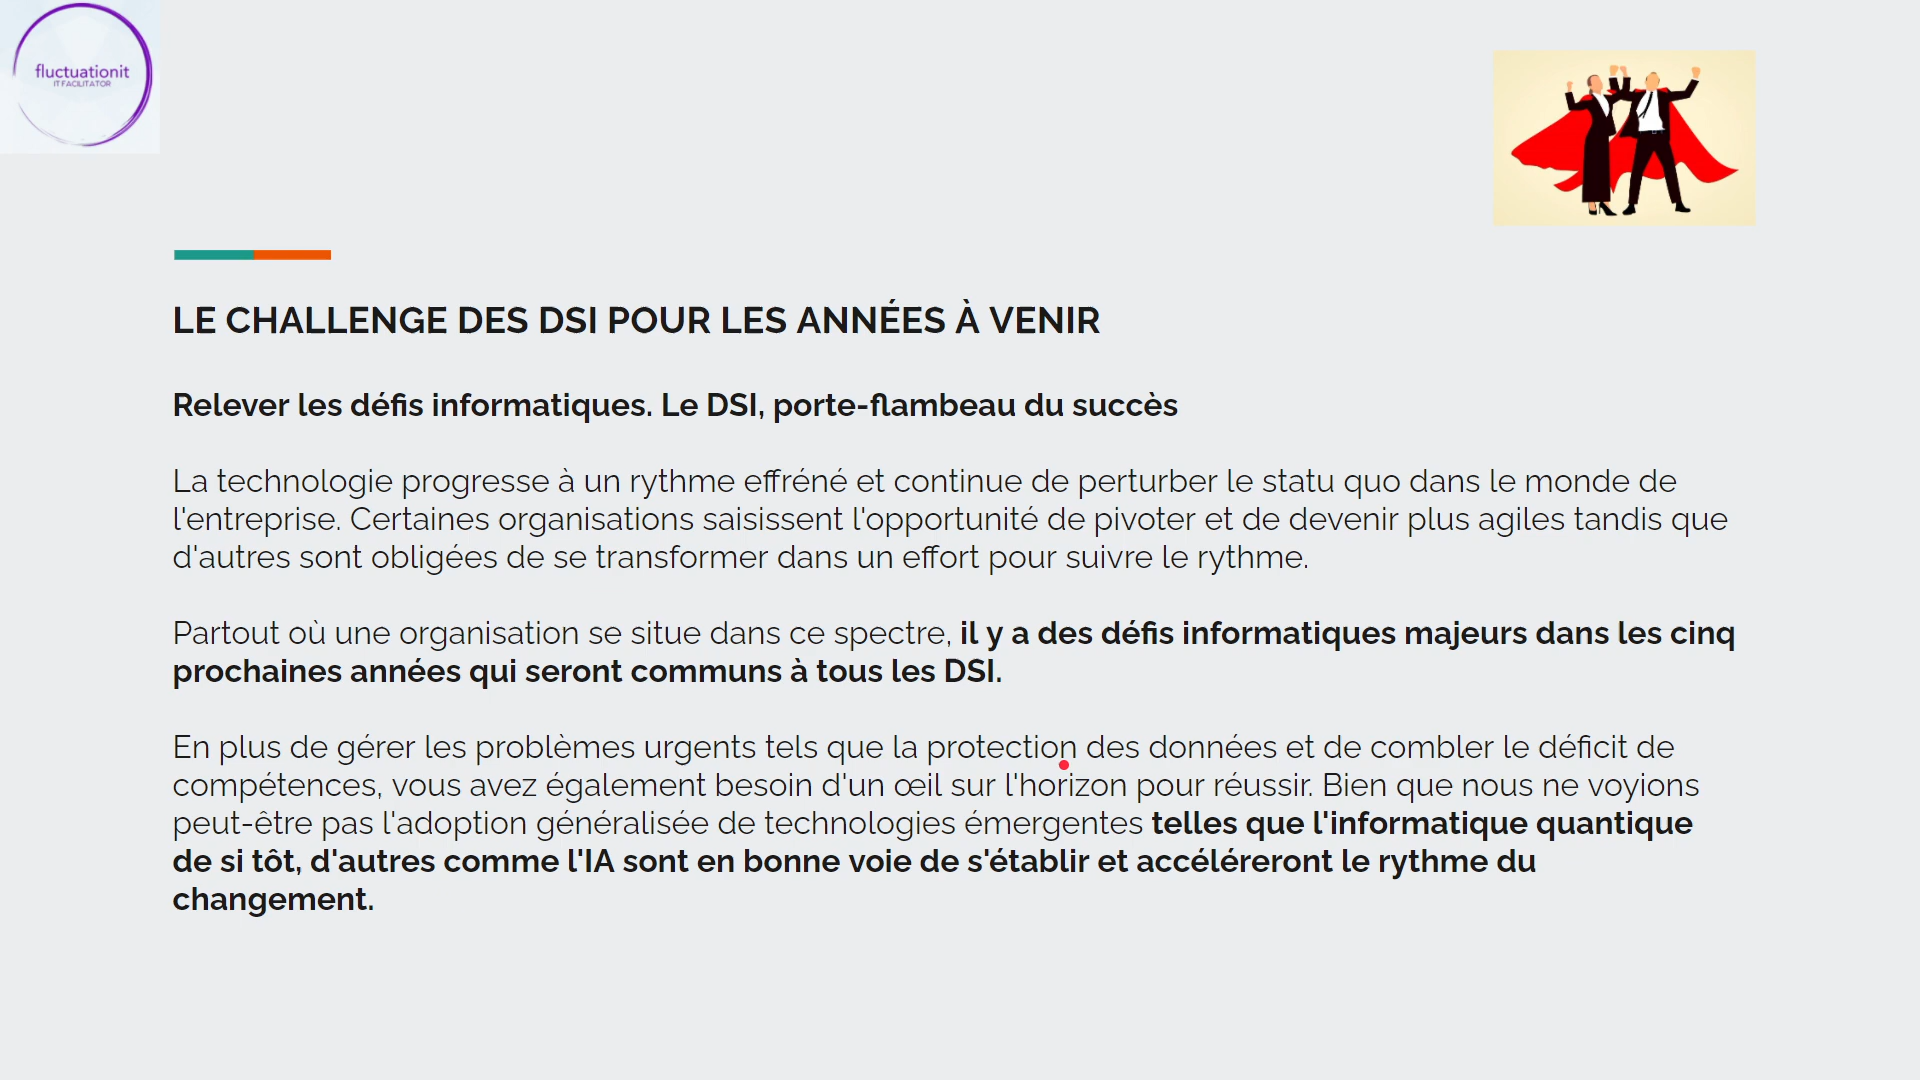 fluctuationit
IT FACILITATOR
LE CHALLENGE DES DSI POUR LES ANNÉES À VENIR
Relever les défis informatiques. Le DSI, porte-flambeau du succès
La technologie progresse à un rythme effréné et continue de perturber le statu quo dans le monde de
l'entreprise. Certaines organisations saisissent l'opportunité de pivoter et de devenir plus agiles tandis que
d'autres sont obligées de se transformer dans un effort pour suivre le rythme.
Partout où une organisation se situe dans ce spectre, il y a des défis informatiques majeurs dans les cinq
prochaines années qui seront communs à tous les DSI.
En plus de gérer les problèmes urgents tels que la protection des données et de combler le déficit de
compétences, vous avez également besoin d'un œil sur l'horizon pour réussir. Bien que nous ne voyions
peut-être pas l'adoption généralisée de technologies émergentes telles que l'informatique quantique
de si tôt, d'autres comme l'IA sont en bonne voie de s'établir et accéléreront le rythme du
changement.